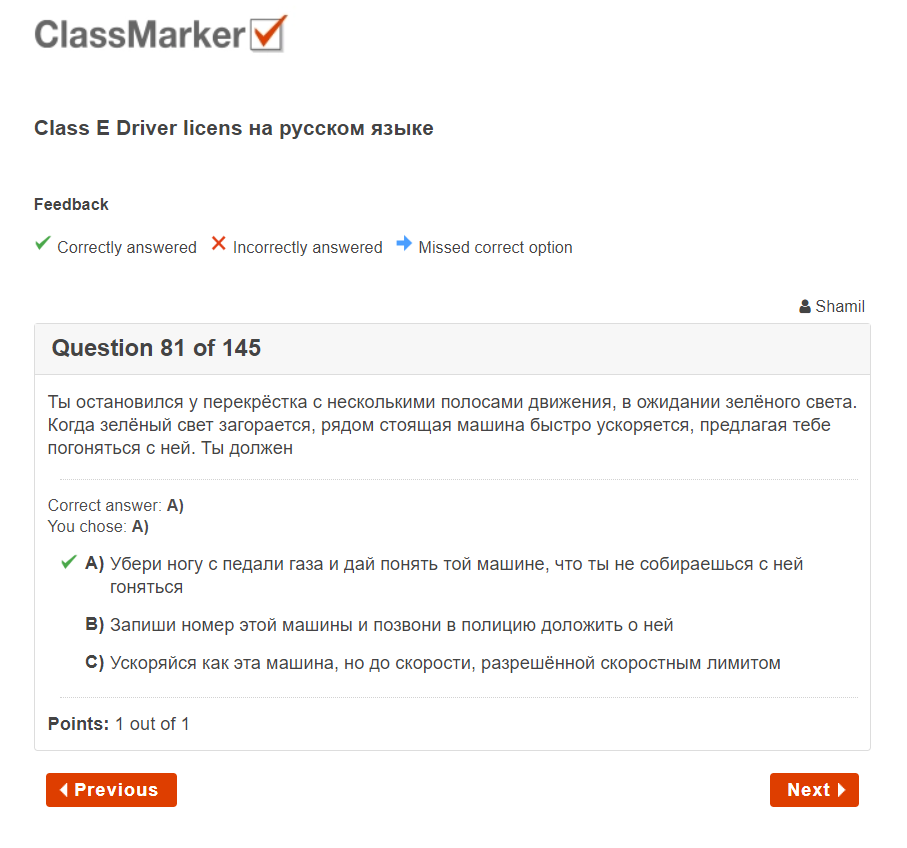 ClassMarker
Class E Driver licens на русском языке
Feedback
Correctly answered Incorrectly answered Missed correct option
Shamil
Question 81 of 145
Ты остановился у перекрёстка с несколькими полосами движения, в ожидании зелёного света.
Когда зелёный свет загорается, рядом стоящая машина быстро ускоряется, предлагая тебе
погоняться с ней. Ты должен
Correct answer: A)
You chose: A)
A) Убери ногу с педали газа и дай понять той машине, что ты не собираешься с ней
гоняться
B) Запиши номер этой машины и позвони в полицию доложить о ней
C) Ускоряйся как эта машина, но до скорости, разрешённой скоростным лимитом
Points: 1 out of 1
Previous
Next